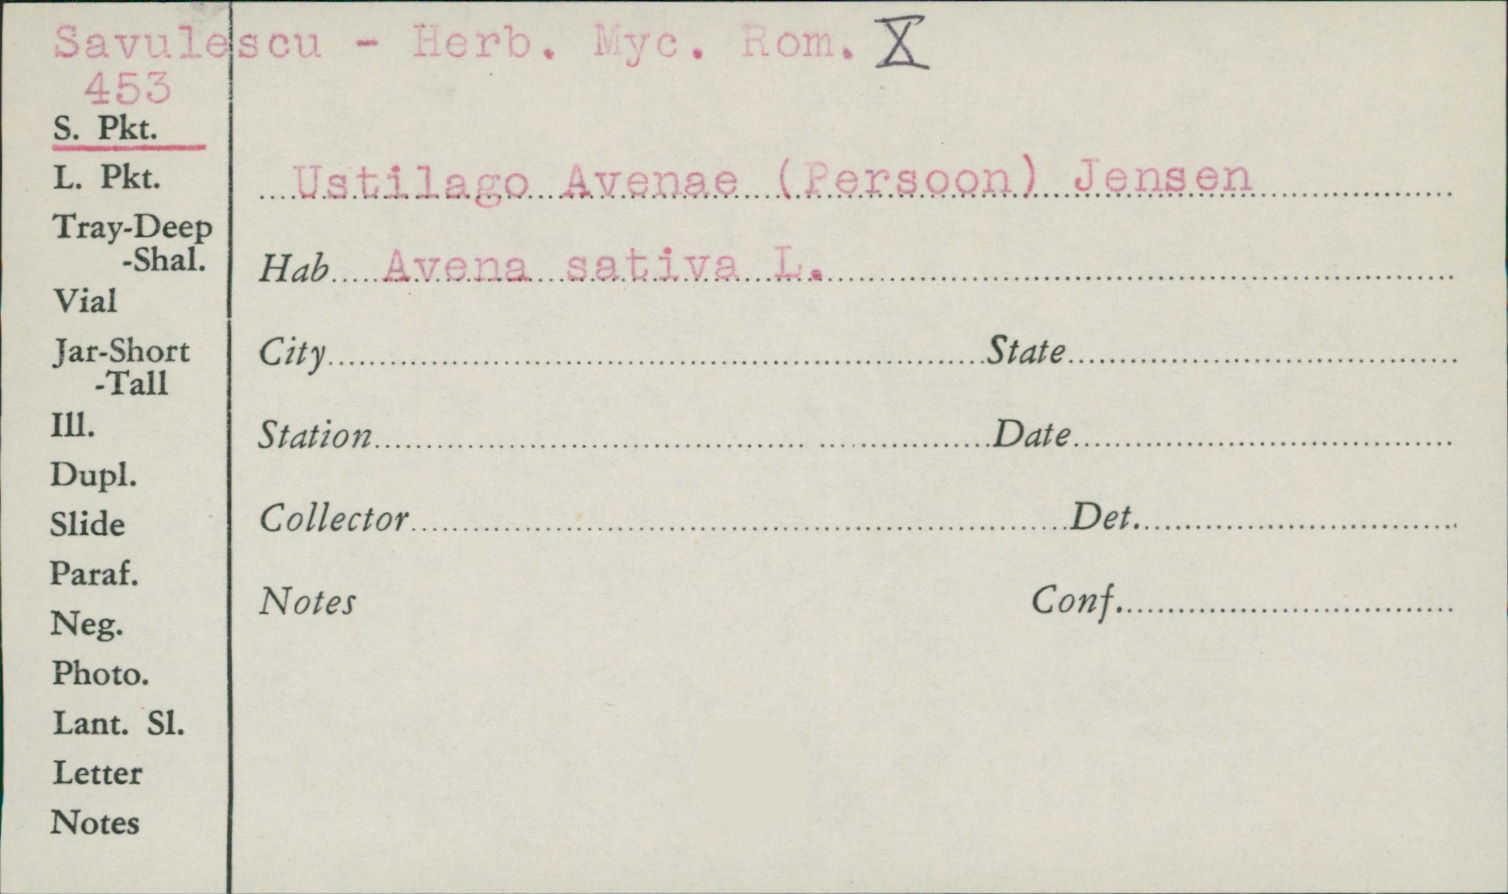 Savulescu - Herb. Myc. Rom. X
453
S. Pkt.
L. Pkt.
Tray-Deep
-Shal.
Vial
Jar-Short
-Tall
Ill.
Dupl.
Slide
Paraf.
Neg.
Photo.
Lant. Sl.
Letter
Notes
Ustilago Avenae (Persoon) Jensen
Hab Avena sativa L.
City State
Station Date
Collector Det.
Notes Conf.